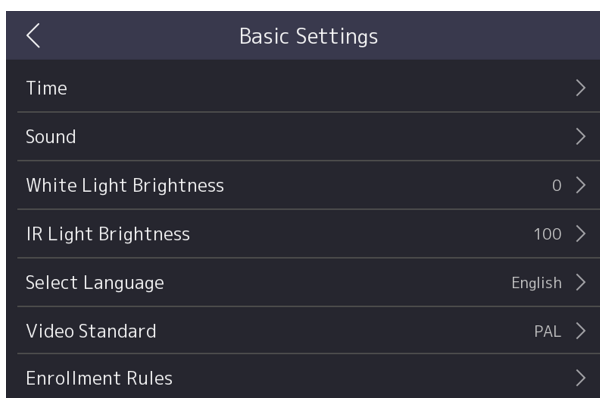 Basic Settings
Time
Sound
White Light Brightness 0
IR Light Brightness 100
Select Language English
Video Standard PAL
Enrollment Rules